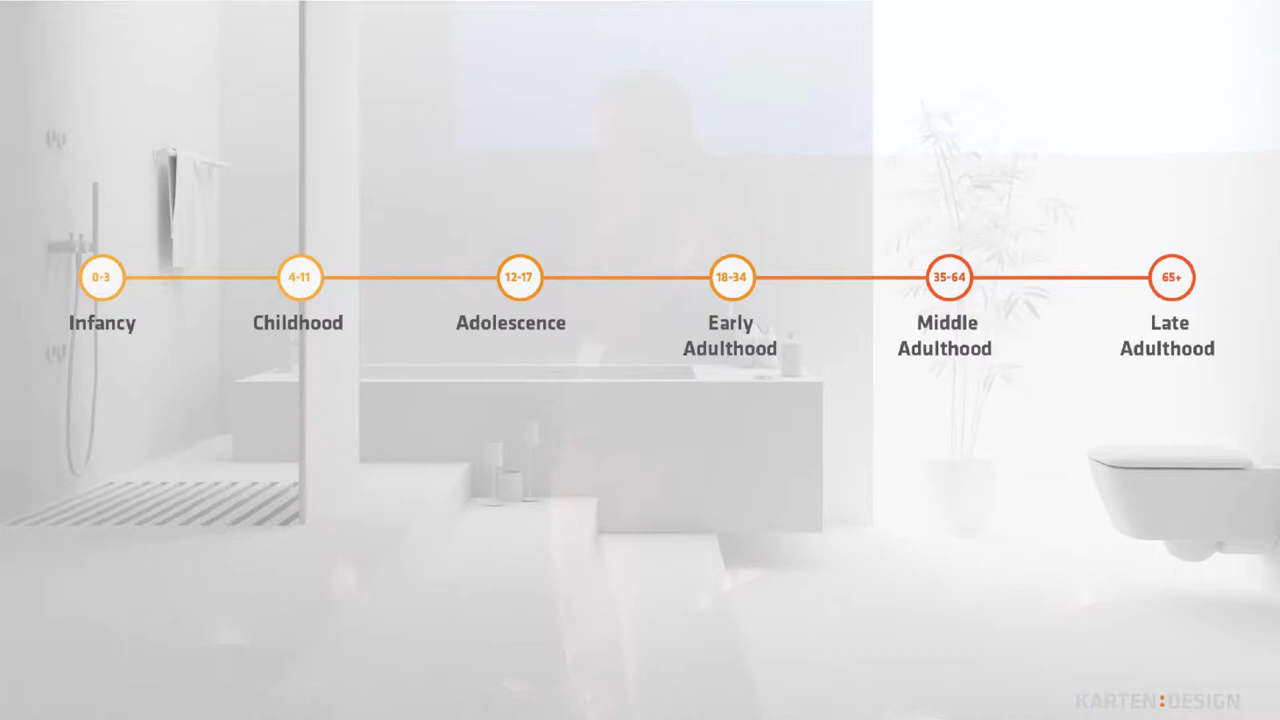 0-3
4-11
12-17
18-34
35-64
65+
Infancy
Childhood
Adolescence
Early
Adulthood
Middle
Adulthood
Late
Adulthood
KARTEN:DESIGN